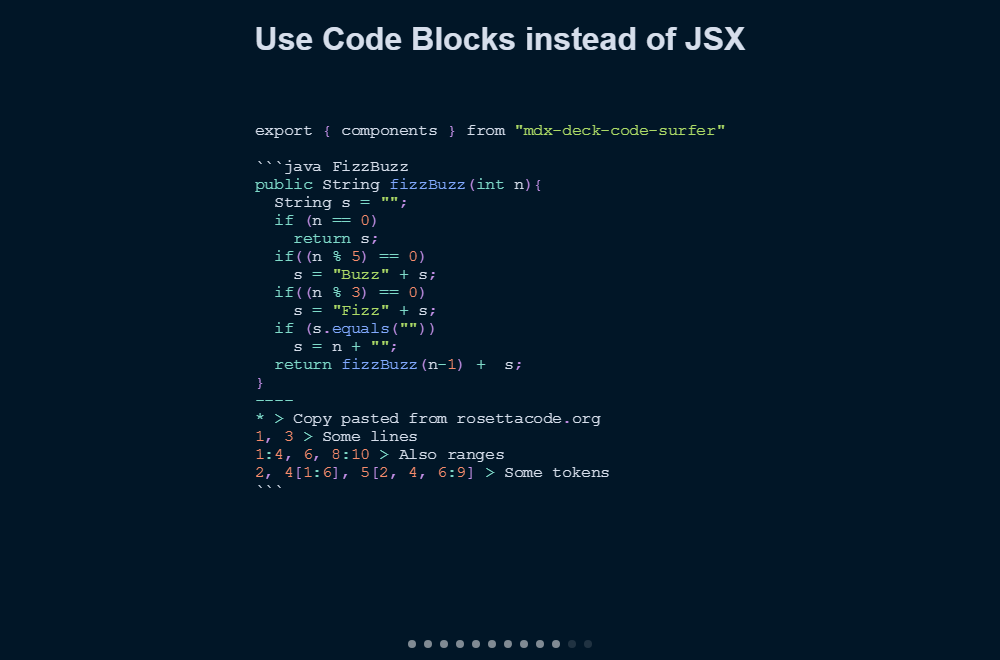 Use Code Blocks instead of JSX
export { components } from "mdx-deck-code-surfer"
```java FizzBuzz
public String fizzBuzz(int n){
  String s = "";
  if (n == 0)
    return s;
  if((n % 5) == 0)
    s = "Buzz" + s;
  if((n % 3) == 0)
    s = "Fizz" + s;
  if (s.equals(""))
    s = n + "";
  return fizzBuzz(n-1) +  s;
}
----
* > Copy pasted from rosettacode.org
1, 3 > Some lines
1:4, 6, 8:10 > Also ranges
2, 4[1:6], 5[2, 4, 6:9] > Some tokens
```